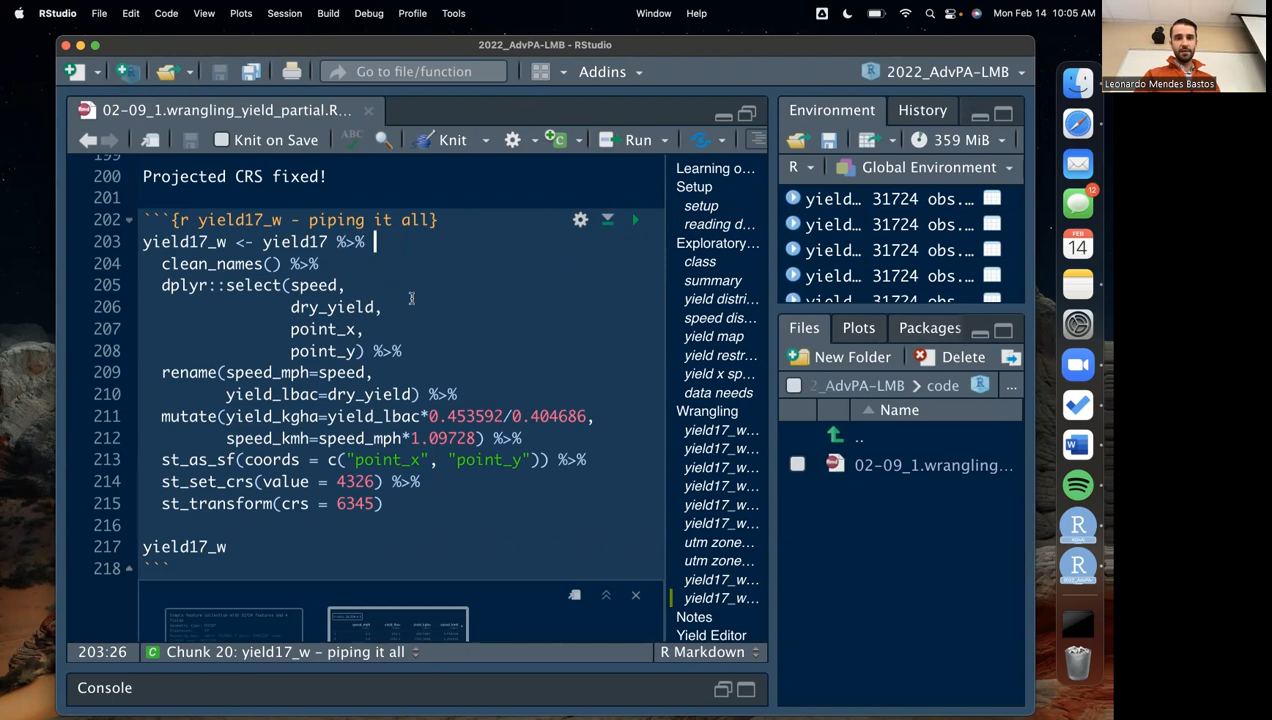 RStudio File Edit Code View Plots Session Build Debug Profile Tools Window Help Mon Feb 14 10:05 AM
2022_AdvPA-LMB - RStudio
Go to file/function Addins 2022_AdvPA-LMB
Leonardo Mendes Bastos
02-09_1.wrangling_yield_partial.R...
Knit on Save ABC Knit Run
199
200 Projected CRS fixed!
201
202 ```{r yield17_w - piping it all}
203 yield17_w <- yield17 %>%
204 clean_names() %>%
205 dplyr::select(speed,
206 dry_yield,
207 point_x,
208 point_y) %>%
209 rename(speed_mph=speed,
210 yield_lbac=dry_yield) %>%
211 mutate(yield_kgha=yield_lbac*0.453592/0.404686,
212 speed_kmh=speed_mph*1.09728) %>%
213 st_as_sf(coords = c("point_x", "point_y")) %>%
214 st_set_crs(value = 4326) %>%
215 st_transform(crs = 6345)
216
217 yield17_w
218 ```
203:26 Chunk 20: yield17_w - piping it all R Markdown
Console
Learning o...
Setup
setup
reading d...
Exploratory...
class
summary
yield distri...
speed dis...
yield map
yield restr...
yield x sp...
data needs
Wrangling
yield17_w...
yield17_w...
yield17_w...
yield17_w...
yield17_w...
yield17_w...
utm zone...
utm zone...
yield17_w...
yield17_w...
Notes
Yield Editor
Environment History
359 MiB
R Global Environment
yield... 31724 obs....
yield... 31724 obs....
yield... 31724 obs....
yield... 31724 obs....
yield... 31724 obs....
Files Plots Packages
New Folder Delete
2_AdvPA-LMB code ...
Name
..
02-09_1.wrangling...
12
FEB
14